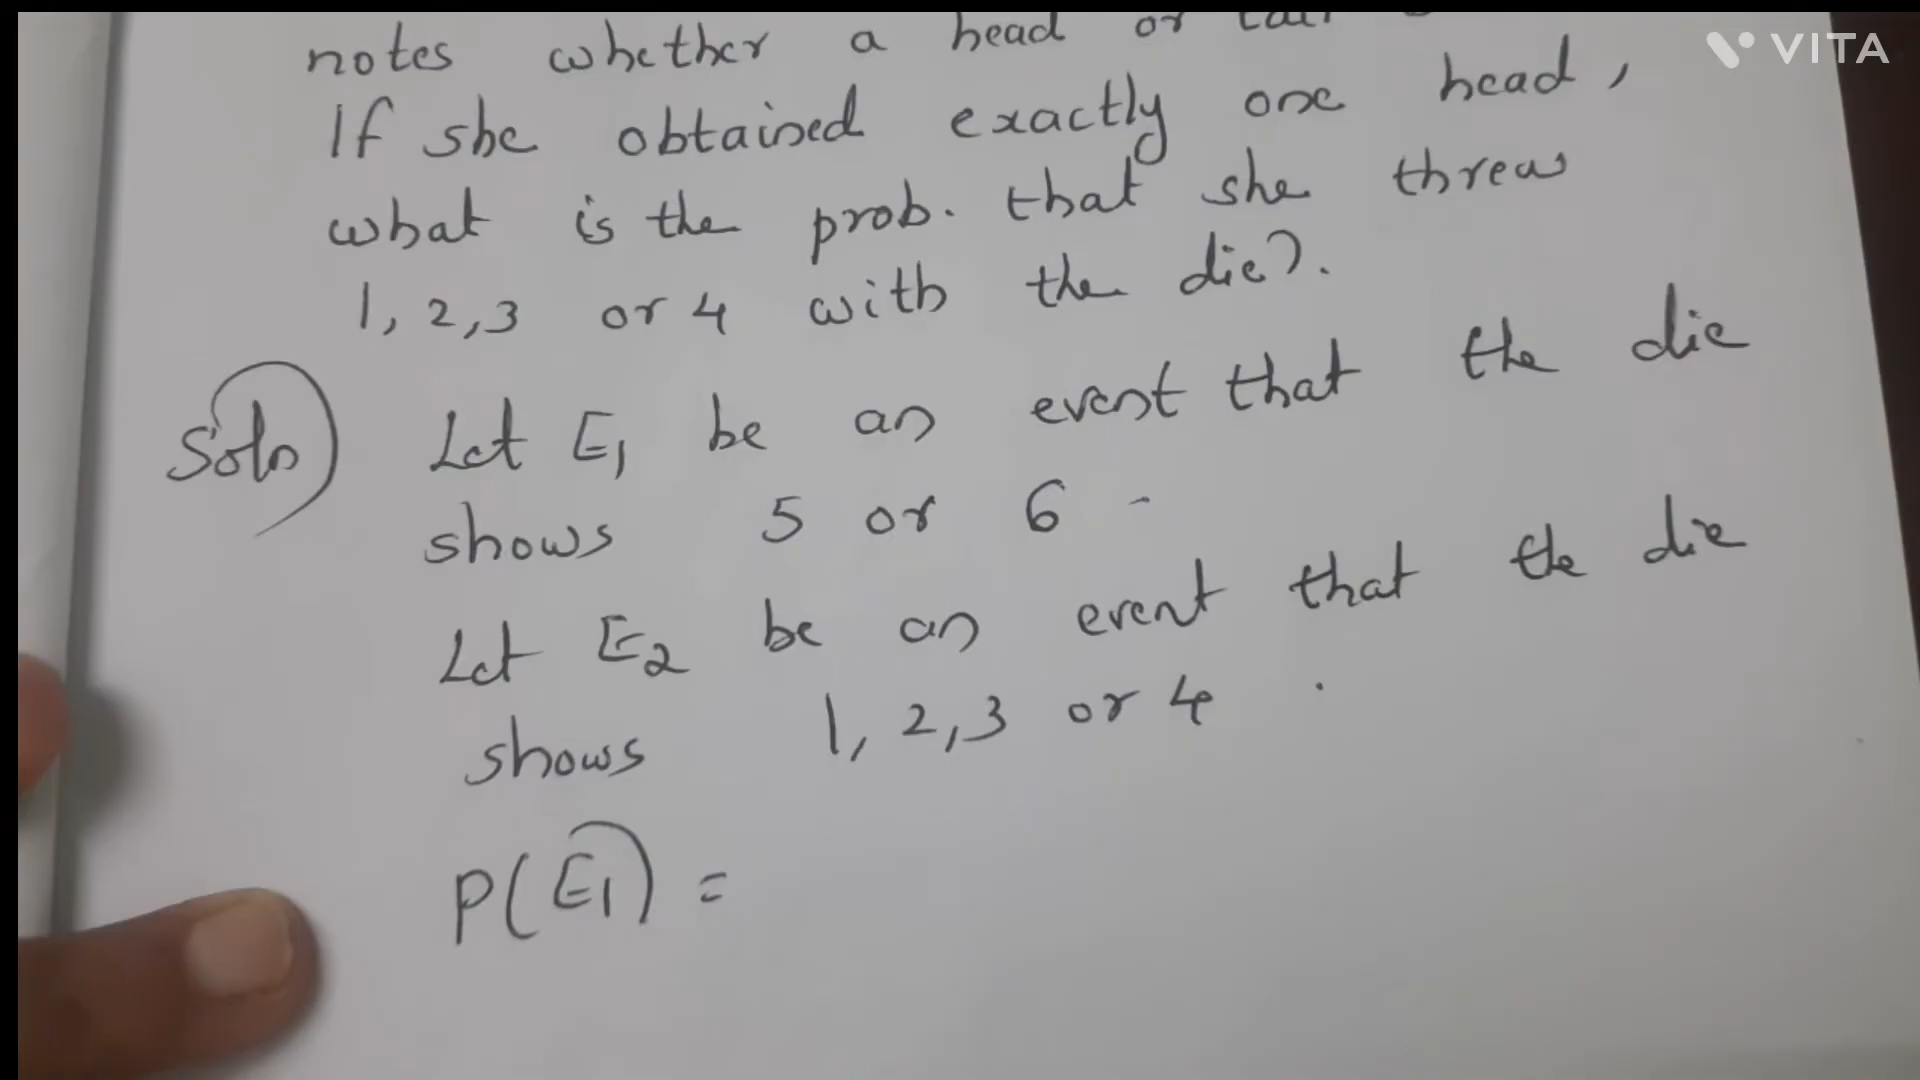 notes whether a head or
VITA
If she obtained exactly one head,
what is the prob. that she threw
1, 2, 3 or 4 with the die?.
Soln) Let E1 be an event that the die
shows 5 or 6 -
Let E2 be an event that the die
shows 1, 2, 3 or 4 .
P(E1) =